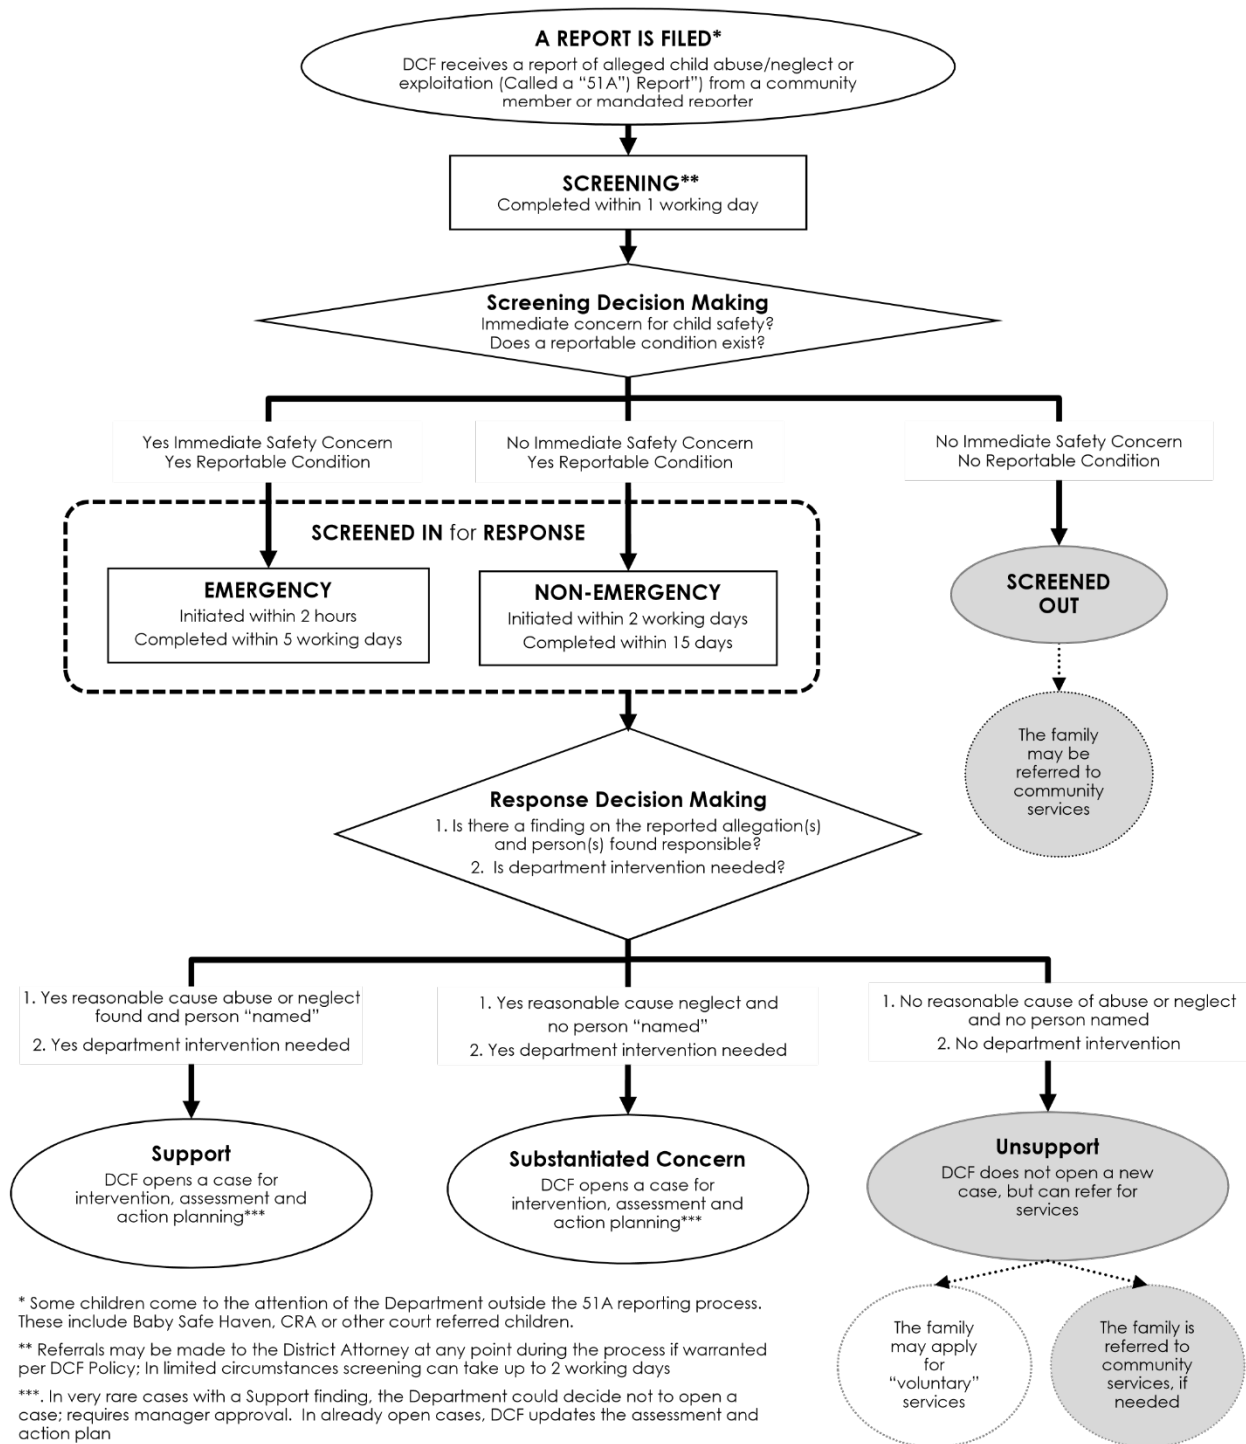 A REPORT IS FILED*
DCF receives a report of alleged child abuse/neglect or
exploitation (Called a “51A”) Report”) from a community
member or mandated reporter
SCREENING**
Completed within 1 working day
Screening Decision Making
Immediate concern for child safety?
Does a reportable condition exist?
Yes Immediate Safety Concern
Yes Reportable Condition
No Immediate Safety Concern
Yes Reportable Condition
No Immediate Safety Concern
No Reportable Condition
SCREENED IN for RESPONSE
EMERGENCY
Initiated within 2 hours
Completed within 5 working days
NON-EMERGENCY
Initiated within 2 working days
Completed within 15 days
SCREENED
OUT
The family
may be
referred to
community
services
Response Decision Making
1. Is there a finding on the reported allegation(s)
and person(s) found responsible?
2. Is department intervention needed?
1. Yes reasonable cause abuse or neglect
found and person “named”
2. Yes department intervention needed
1. Yes reasonable cause neglect and
no person “named”
2. Yes department intervention needed
1. No reasonable cause of abuse or neglect
and no person named
2. No department intervention
Support
DCF opens a case for
intervention, assessment and
action planning***
Substantiated Concern
DCF opens a case for
intervention, assessment and
action planning***
Unsupport
DCF does not open a new
case, but can refer for
services
The family
may apply
for
“voluntary”
services
The family is
referred to
community
services, if
needed
* Some children come to the attention of the Department outside the 51A reporting process.
These include Baby Safe Haven, CRA or other court referred children.
** Referrals may be made to the District Attorney at any point during the process if warranted
per DCF Policy; In limited circumstances screening can take up to 2 working days
***. In very rare cases with a Support finding, the Department could decide not to open a
case; requires manager approval. In already open cases, DCF updates the assessment and
action plan